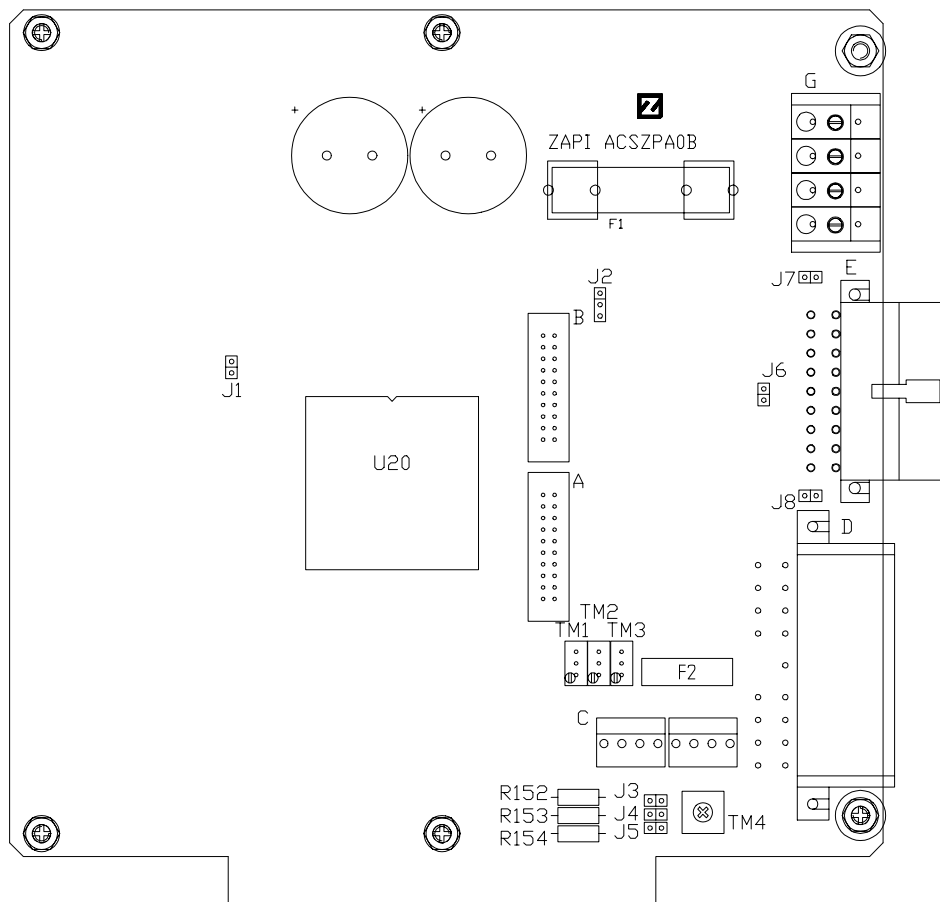 G
+
+
Z
ZAPI ACSZPA0B
F1
J2
J7
E
B
J6
J1
U20
A
J8
D
TM2
TM1
TM3
F2
C
R152
J3
R153
J4
TM4
R154
J5